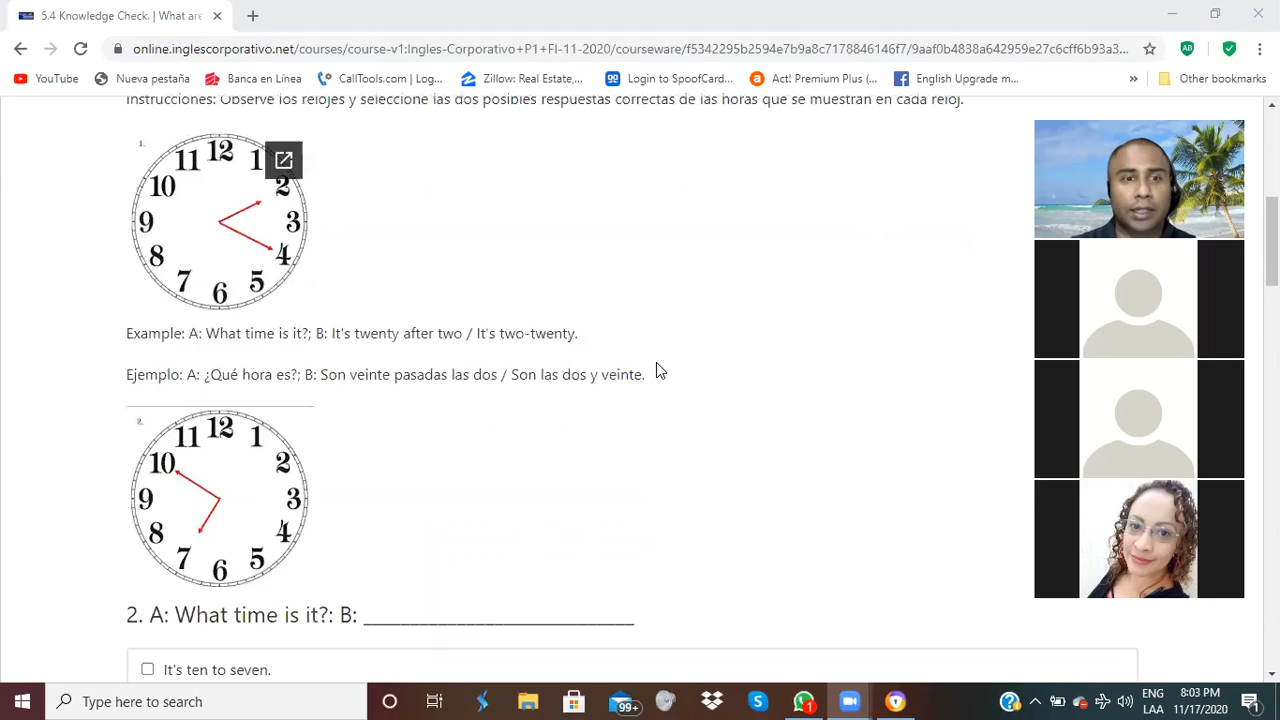 5.4 Knowledge Check. | What are
online.inglescorporativo.net/courses/course-v1:Ingles-Corporativo+P1+FI-11-2020/courseware/f5342295b2594e7b9a8c7178846146f7/9aaf0b4838a642959e27c6cff6b93a3...
YouTube Nueva pestaña Banca en Línea CallTools.com | Log... Zillow: Real Estate,... Login to SpoofCard... Act! Premium Plus (... English Upgrade m... » Other bookmarks
Instrucciones: Observe los relojes y seleccione las dos posibles respuestas correctas de las horas que se muestran en cada reloj.
1.
12
11 1
10 2
9 3
8 4
7 5
6
Example: A: What time is it?; B: It's twenty after two / It's two-twenty.
Ejemplo: A: ¿Qué hora es?; B: Son veinte pasadas las dos / Son las dos y veinte.
2.
12
11 1
10 2
9 3
8 4
7 5
6
2. A: What time is it?: B: ___________________________
It's ten to seven.
Type here to search
99+
1
ENG
LAA
8:03 PM
11/17/2020
1